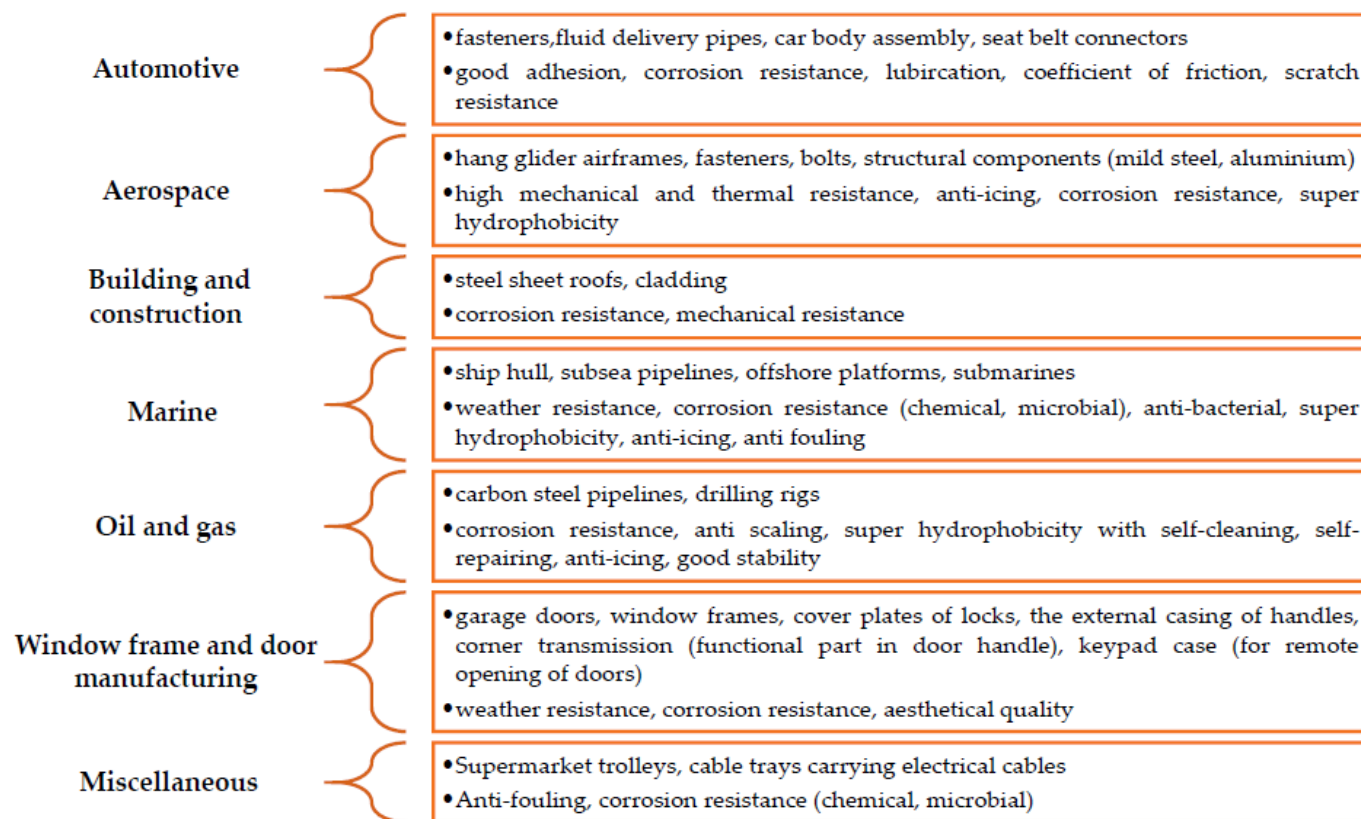 Automotive
•fasteners,fluid delivery pipes, car body assembly, seat belt connectors
•good adhesion, corrosion resistance, lubircation, coefficient of friction, scratch
resistance
Aerospace
•hang glider airframes, fasteners, bolts, structural components (mild steel, aluminium)
•high mechanical and thermal resistance, anti-icing, corrosion resistance, super
hydrophobicity
Building and
construction
•steel sheet roofs, cladding
•corrosion resistance, mechanical resistance
Marine
•ship hull, subsea pipelines, offshore platforms, submarines
•weather resistance, corrosion resistance (chemical, microbial), anti-bacterial, super
hydrophobicity, anti-icing, anti fouling
Oil and gas
•carbon steel pipelines, drilling rigs
•corrosion resistance, anti scaling, super hydrophobicity with self-cleaning, self-
repairing, anti-icing, good stability
Window frame and door
manufacturing
•garage doors, window frames, cover plates of locks, the external casing of handles,
corner transmission (functional part in door handle), keypad case (for remote
opening of doors)
•weather resistance, corrosion resistance, aesthetical quality
Miscellaneous
•Supermarket trolleys, cable trays carrying electrical cables
•Anti-fouling, corrosion resistance (chemical, microbial)